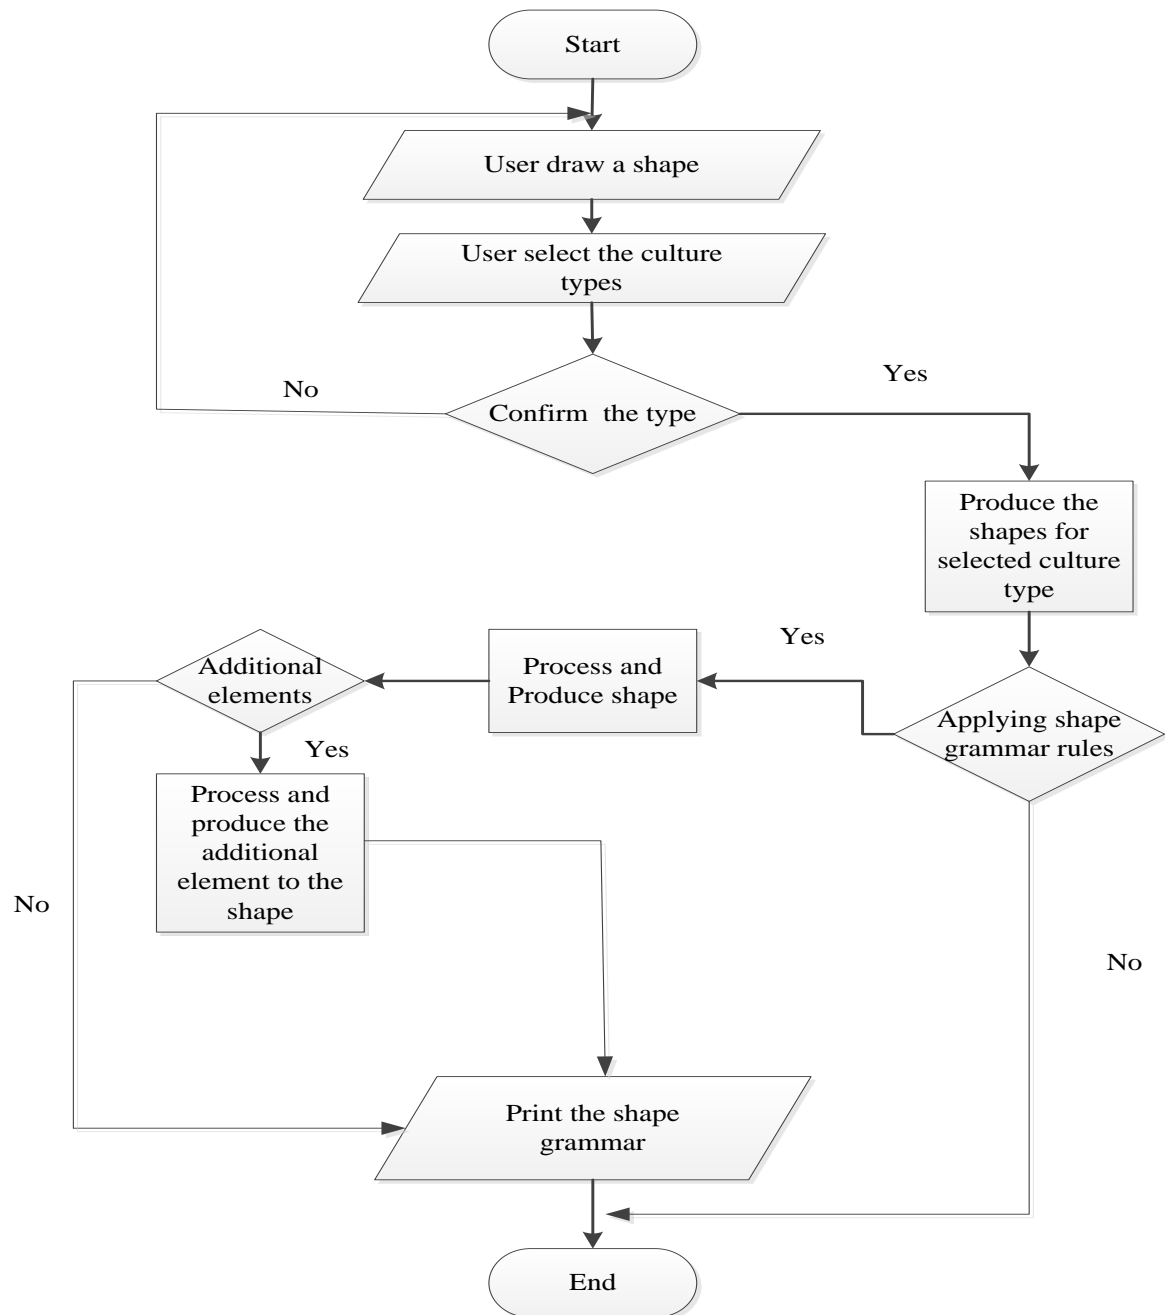 Start
User draw a shape
User select the culture
types
No
Yes
Confirm  the type
Produce the
shapes for
selected culture
type
Yes
Additional
elements
Process and
Produce shape
Applying shape
grammar rules
Yes
Process and
produce the
additional
element to the
shape
No
No
Print the shape
grammar
End